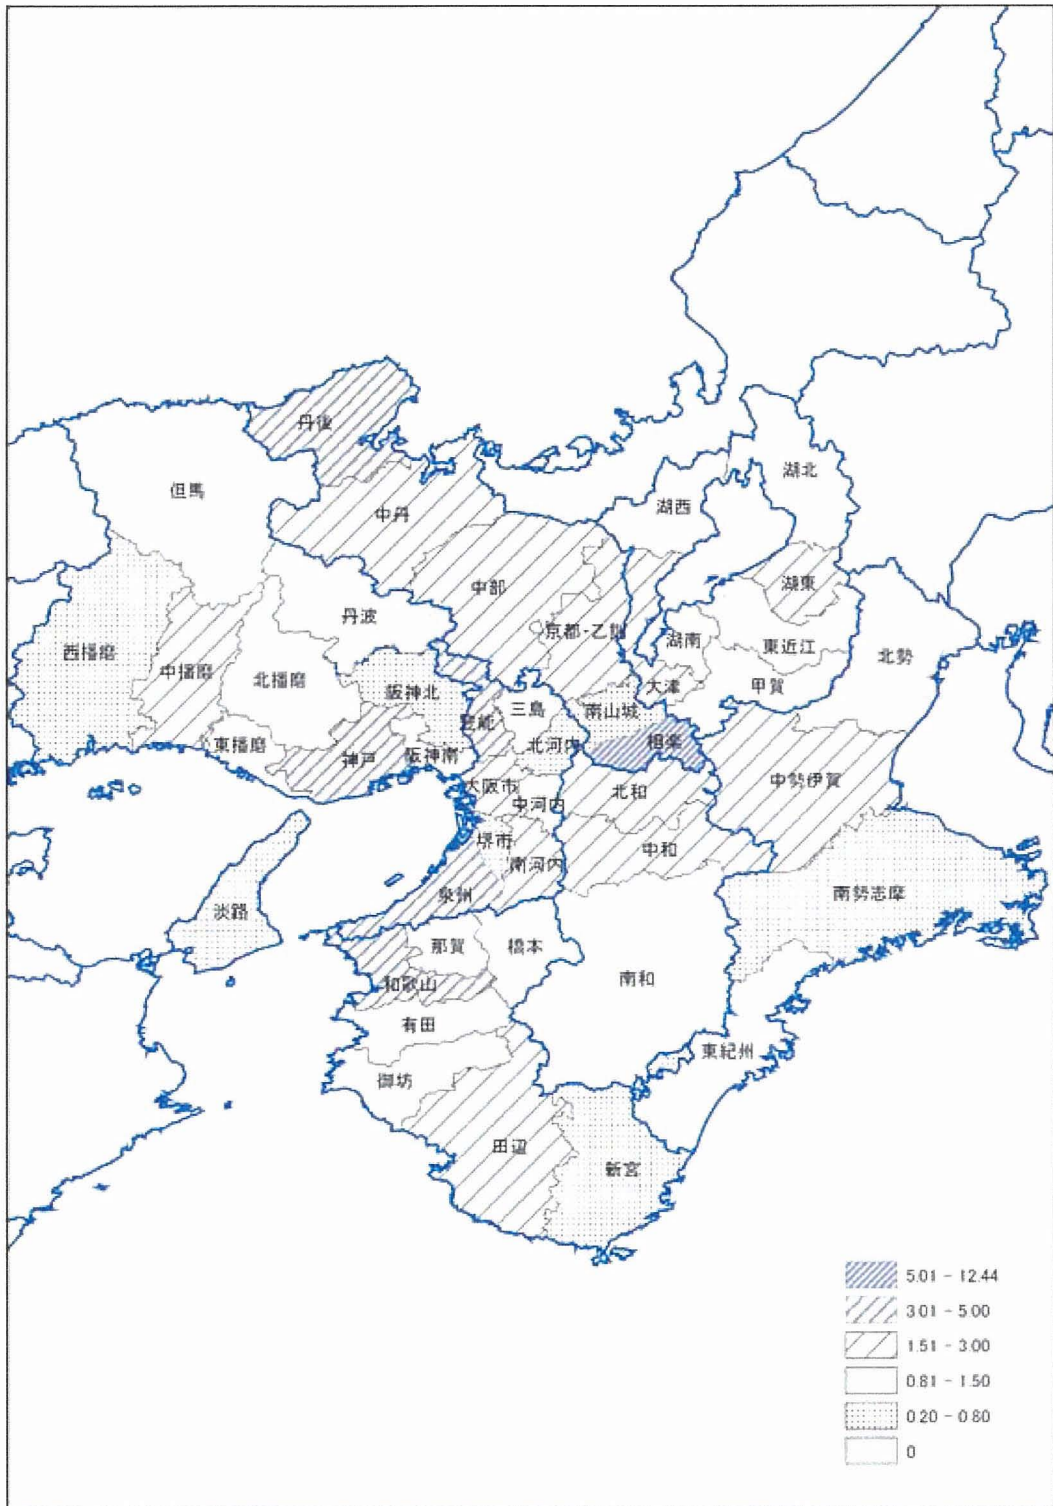 丹後
湖北
但馬
湖西
中丹
湖東
中部
丹波
京都・乙訓
湖南
東近江
西播磨
北勢
中播磨
北播磨
阪神北
大津
甲賀
三島
南山城
豊能
東播磨
神戸
阪神南
北河内
相楽
中勢伊賀
大阪市
中河内
北和
堺市
南河内
中和
泉州
南勢志摩
淡路
那賀
橋本
南和
和歌山
有田
東紀州
御坊
田辺
新宮
5.01 - 12.44
3.01 - 5.00
1.51 - 3.00
0.81 - 1.50
0.20 - 0.80
0